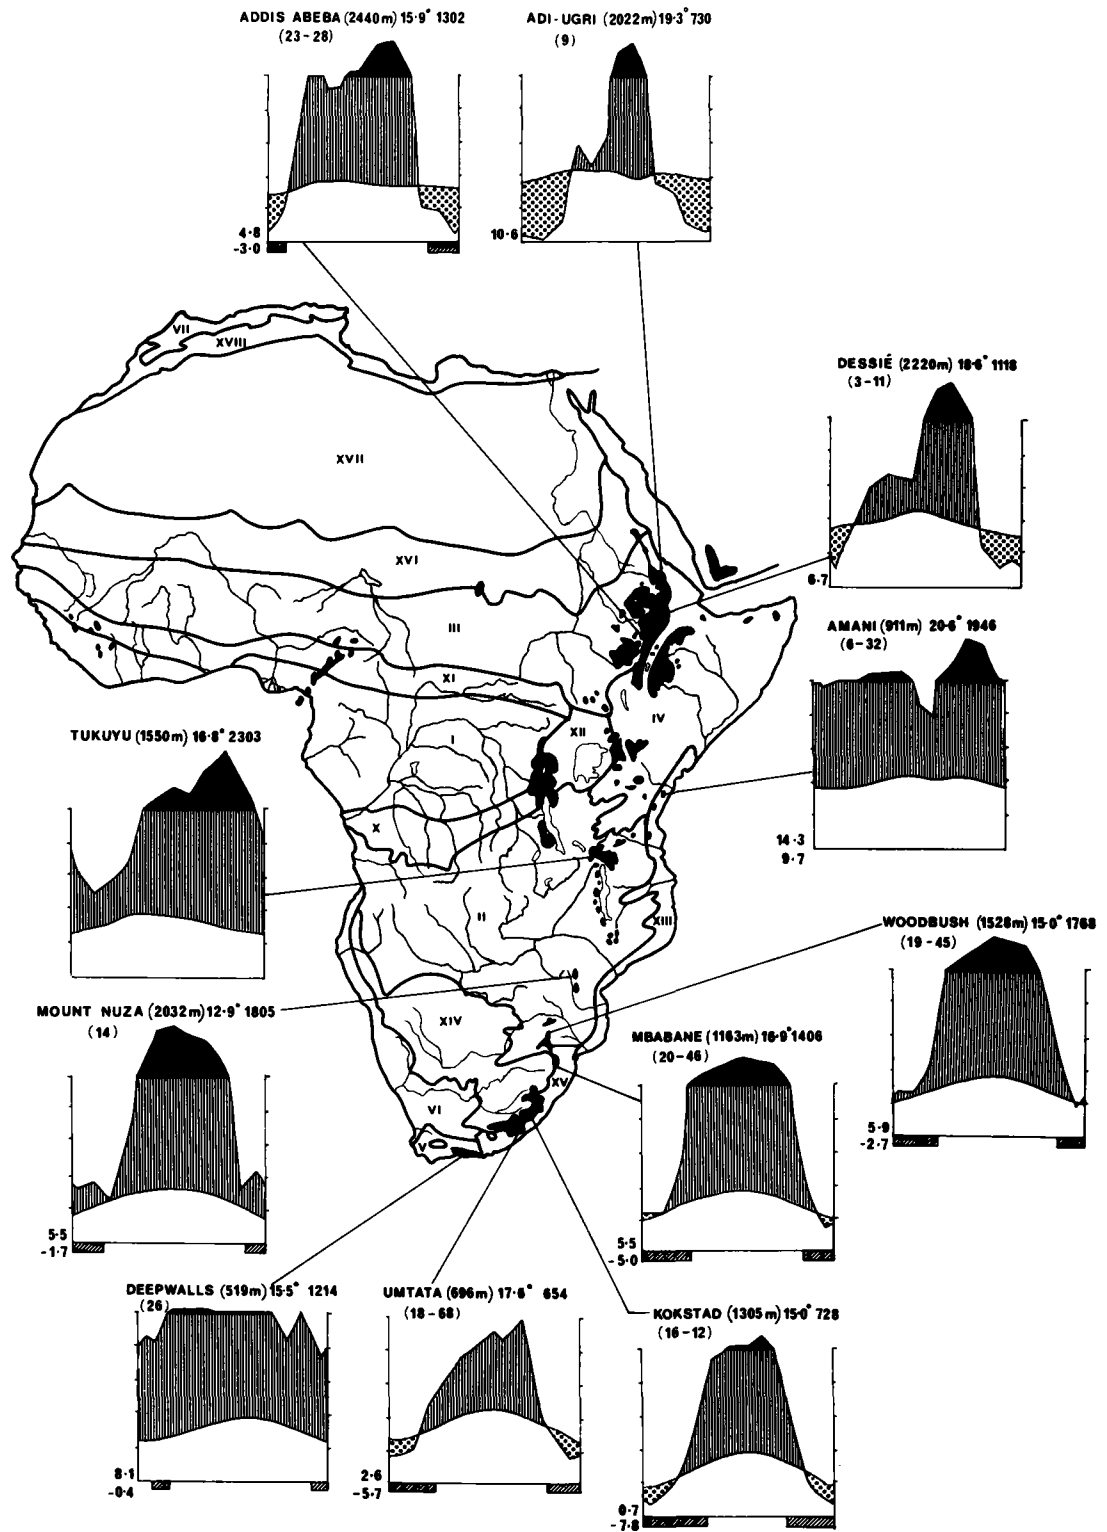 ADDIS ABEBA (2440m) 15·9° 1302
(23-28)
4·8
-3·0
ADI-UGRI (2022m) 19·3° 730
(9)
10·6
DESSIÉ (2220m) 18·6° 1118
(3-11)
6·7
AMANI (911m) 20·6° 1946
(6-32)
14·3
9·7
TUKUYU (1550m) 16·8° 2303
WOODBUSH (1528m) 15·0° 1768
(19-45)
5·9
-2·7
MOUNT NUZA (2032m) 12·9° 1805
(14)
5·5
-1·7
MBABANE (1163m) 16·9° 1406
(20-46)
5·5
-5·0
DEEPWALLS (519m) 15·5° 1214
(26)
8·1
-0·4
UMTATA (696m) 17·6° 654
(18-68)
2·6
-5·7
KOKSTAD (1305m) 15·0° 728
(16-12)
0·7
-7·8
VII
XVIII
XVII
XVI
III
XI
IV
I
XII
X
II
XIII
XIV
XV
VI
V